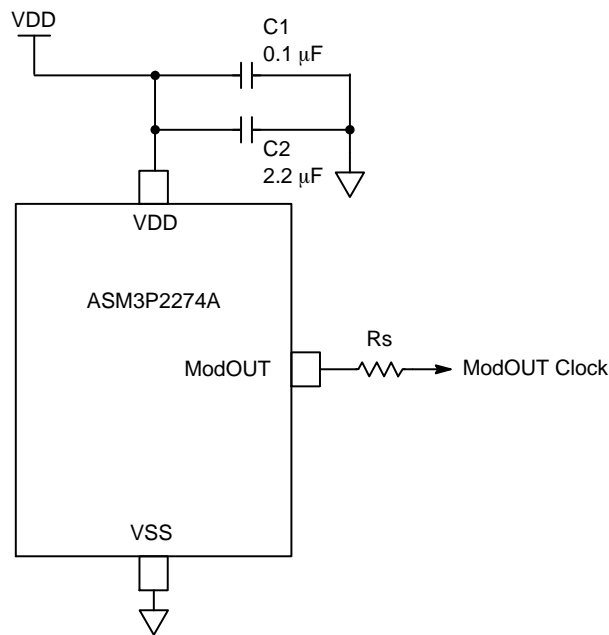 VDD
C1
0.1 μF
C2
2.2 μF
VDD
ASM3P2274A
Rs
ModOUT
ModOUT Clock
VSS